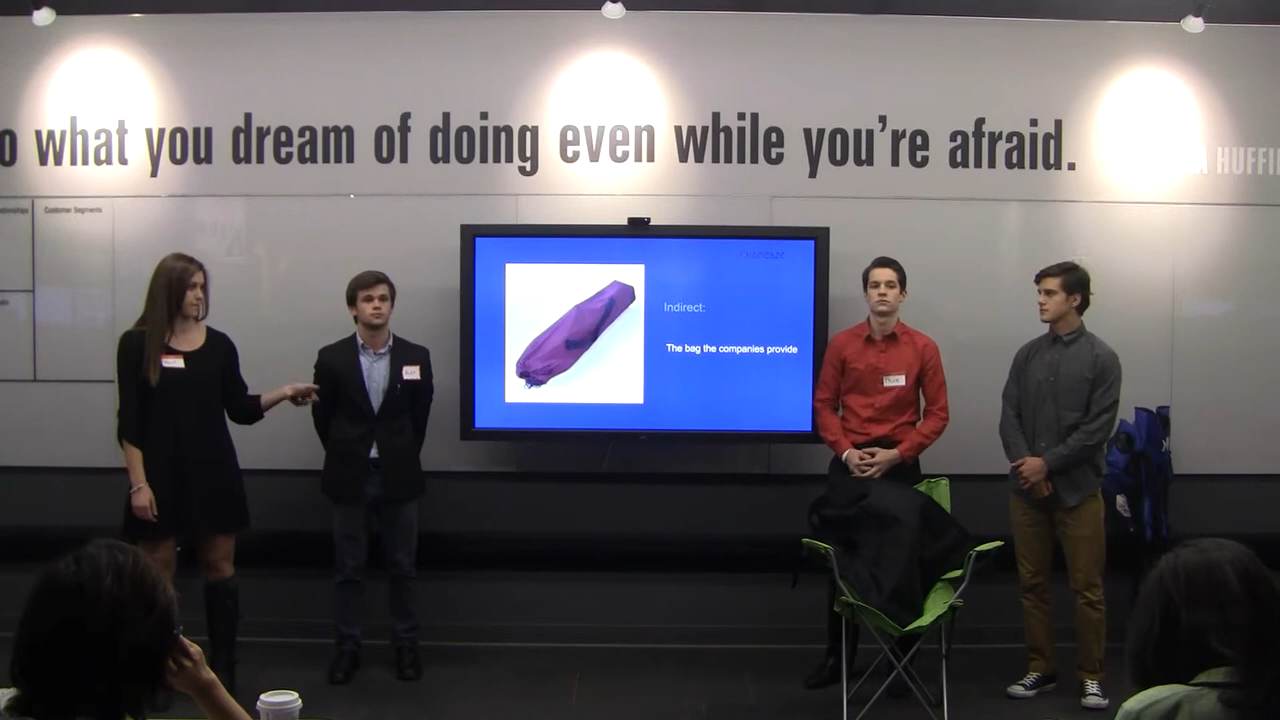 o what you dream of doing even while you're afraid.
HUFFI
Customer Segments
Indirect:
The bag the companies provide